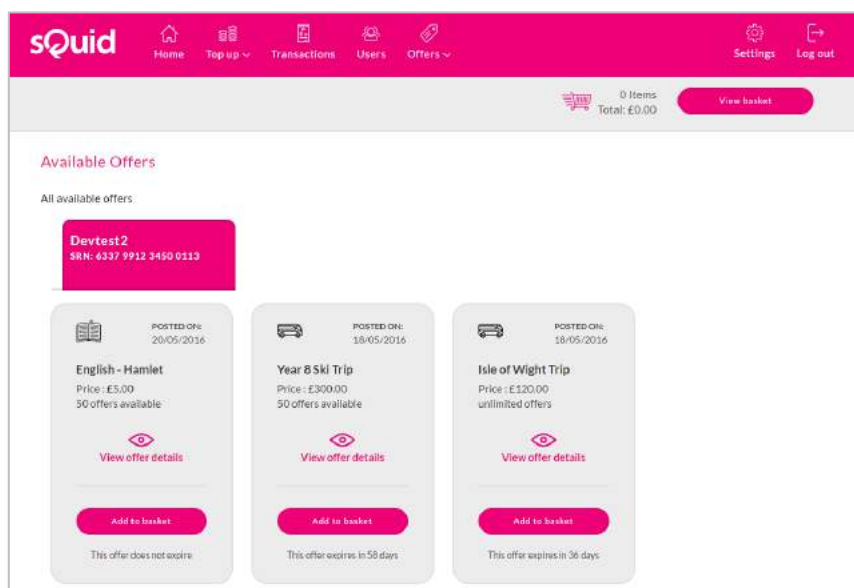 sQuid
Home Top up Transactions Users Offers Settings Log out
0 Items
Total: £0.00
View basket
Available Offers
All available offers
Devtest2
SRN: 6337 9912 3450 0113
POSTED ON:
20/05/2016
English - Hamlet
Price : £5.00
50 offers available
View offer details
Add to basket
This offer does not expire
POSTED ON:
18/05/2016
Year 8 Ski Trip
Price : £300.00
50 offers available
View offer details
Add to basket
This offer expires in 58 days
POSTED ON:
18/05/2016
Isle of Wight Trip
Price : £120.00
unlimited offers
View offer details
Add to basket
This offer expires in 36 days